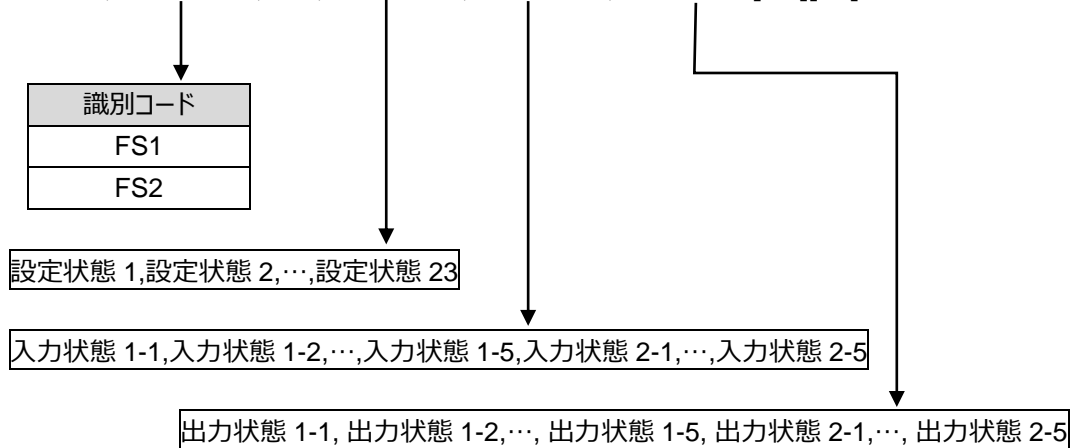 識別コード
FS1
FS2
設定状態 1,設定状態 2,…,設定状態 23
入力状態 1-1,入力状態 1-2,…,入力状態 1-5,入力状態 2-1,…,入力状態 2-5
出力状態 1-1, 出力状態 1-2,…, 出力状態 1-5, 出力状態 2-1,…, 出力状態 2-5